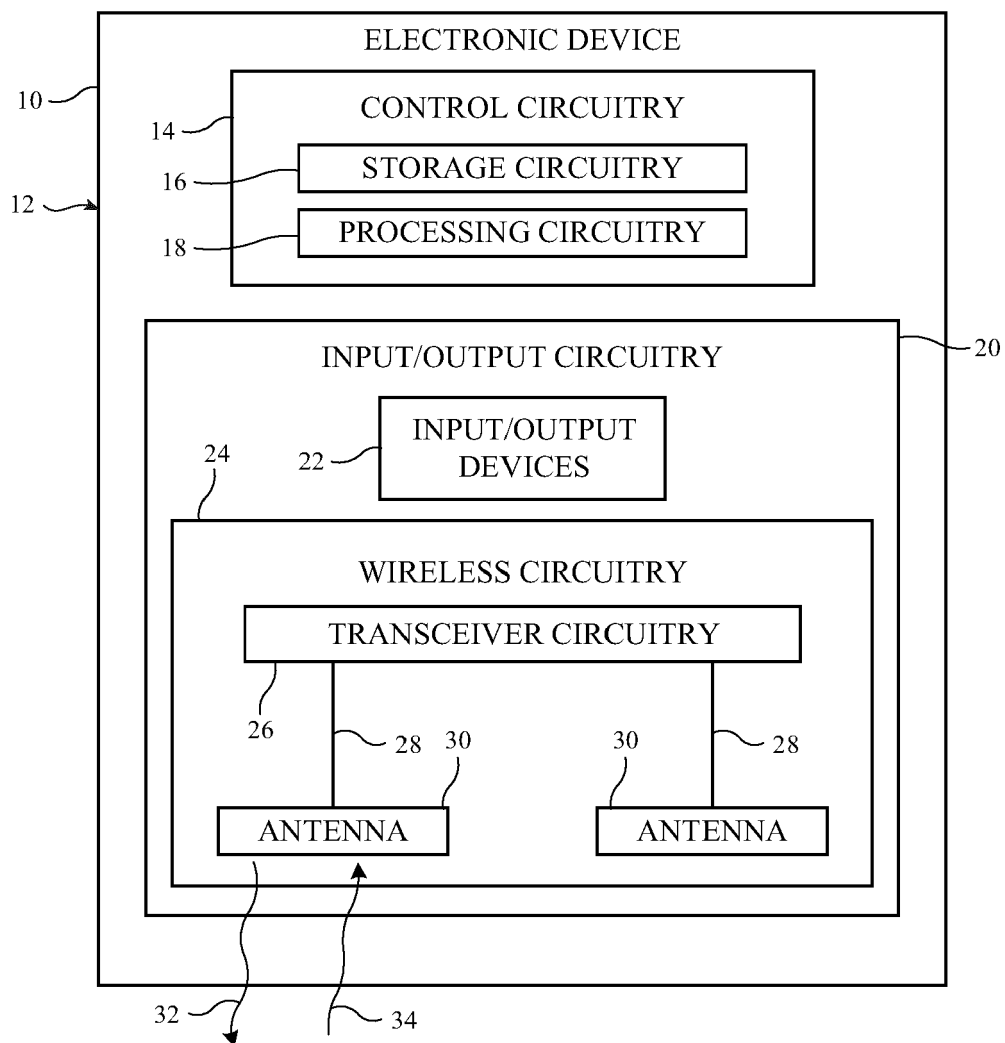 ELECTRONIC DEVICE
10
CONTROL CIRCUITRY
14
STORAGE CIRCUITRY
16
12
PROCESSING CIRCUITRY
18
INPUT/OUTPUT CIRCUITRY
20
INPUT/OUTPUT
DEVICES
22
24
WIRELESS CIRCUITRY
TRANSCEIVER CIRCUITRY
26
28
30
30
28
ANTENNA
ANTENNA
32
34